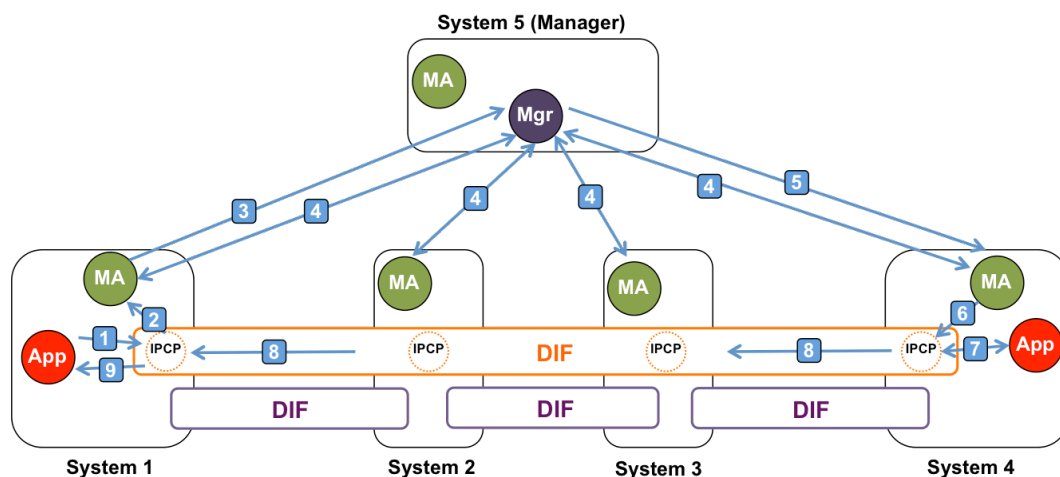 System 5 (Manager)
MA
Mgr
3
4
4
4
4
5
MA
MA
MA
MA
1
2
6
App
IPCP
8
IPCP
DIF
IPCP
8
IPCP
7
App
9
DIF
DIF
DIF
System 1
System 2
System 3
System 4